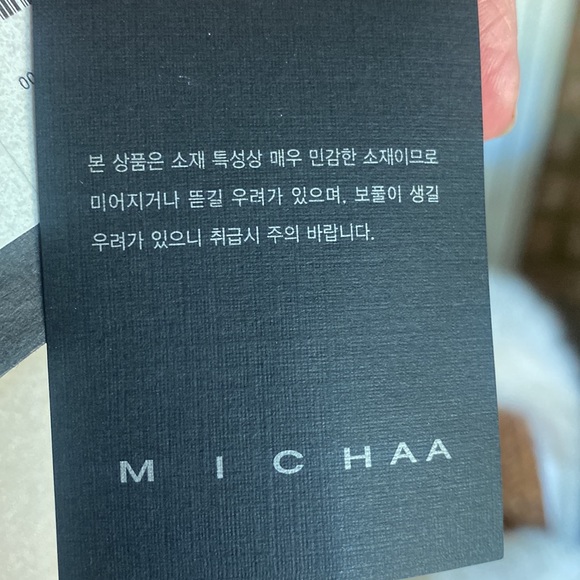 00
본 상품은 소재 특성상 매우 민감한 소재이므로
미어지거나 뜯길 우려가 있으며, 보풀이 생길
우려가 있으니 취급시 주의 바랍니다.
MICHAA